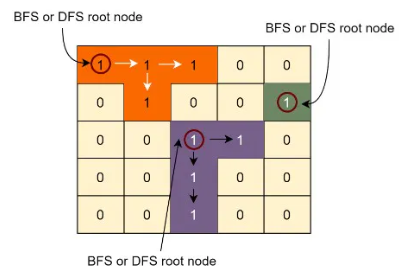 BFS or DFS root node
BFS or DFS root node
1 1 1 0 0
0 1 0 0 1
0 0 1 1 0
0 0 1 0 0
0 0 1 0 0
BFS or DFS root node